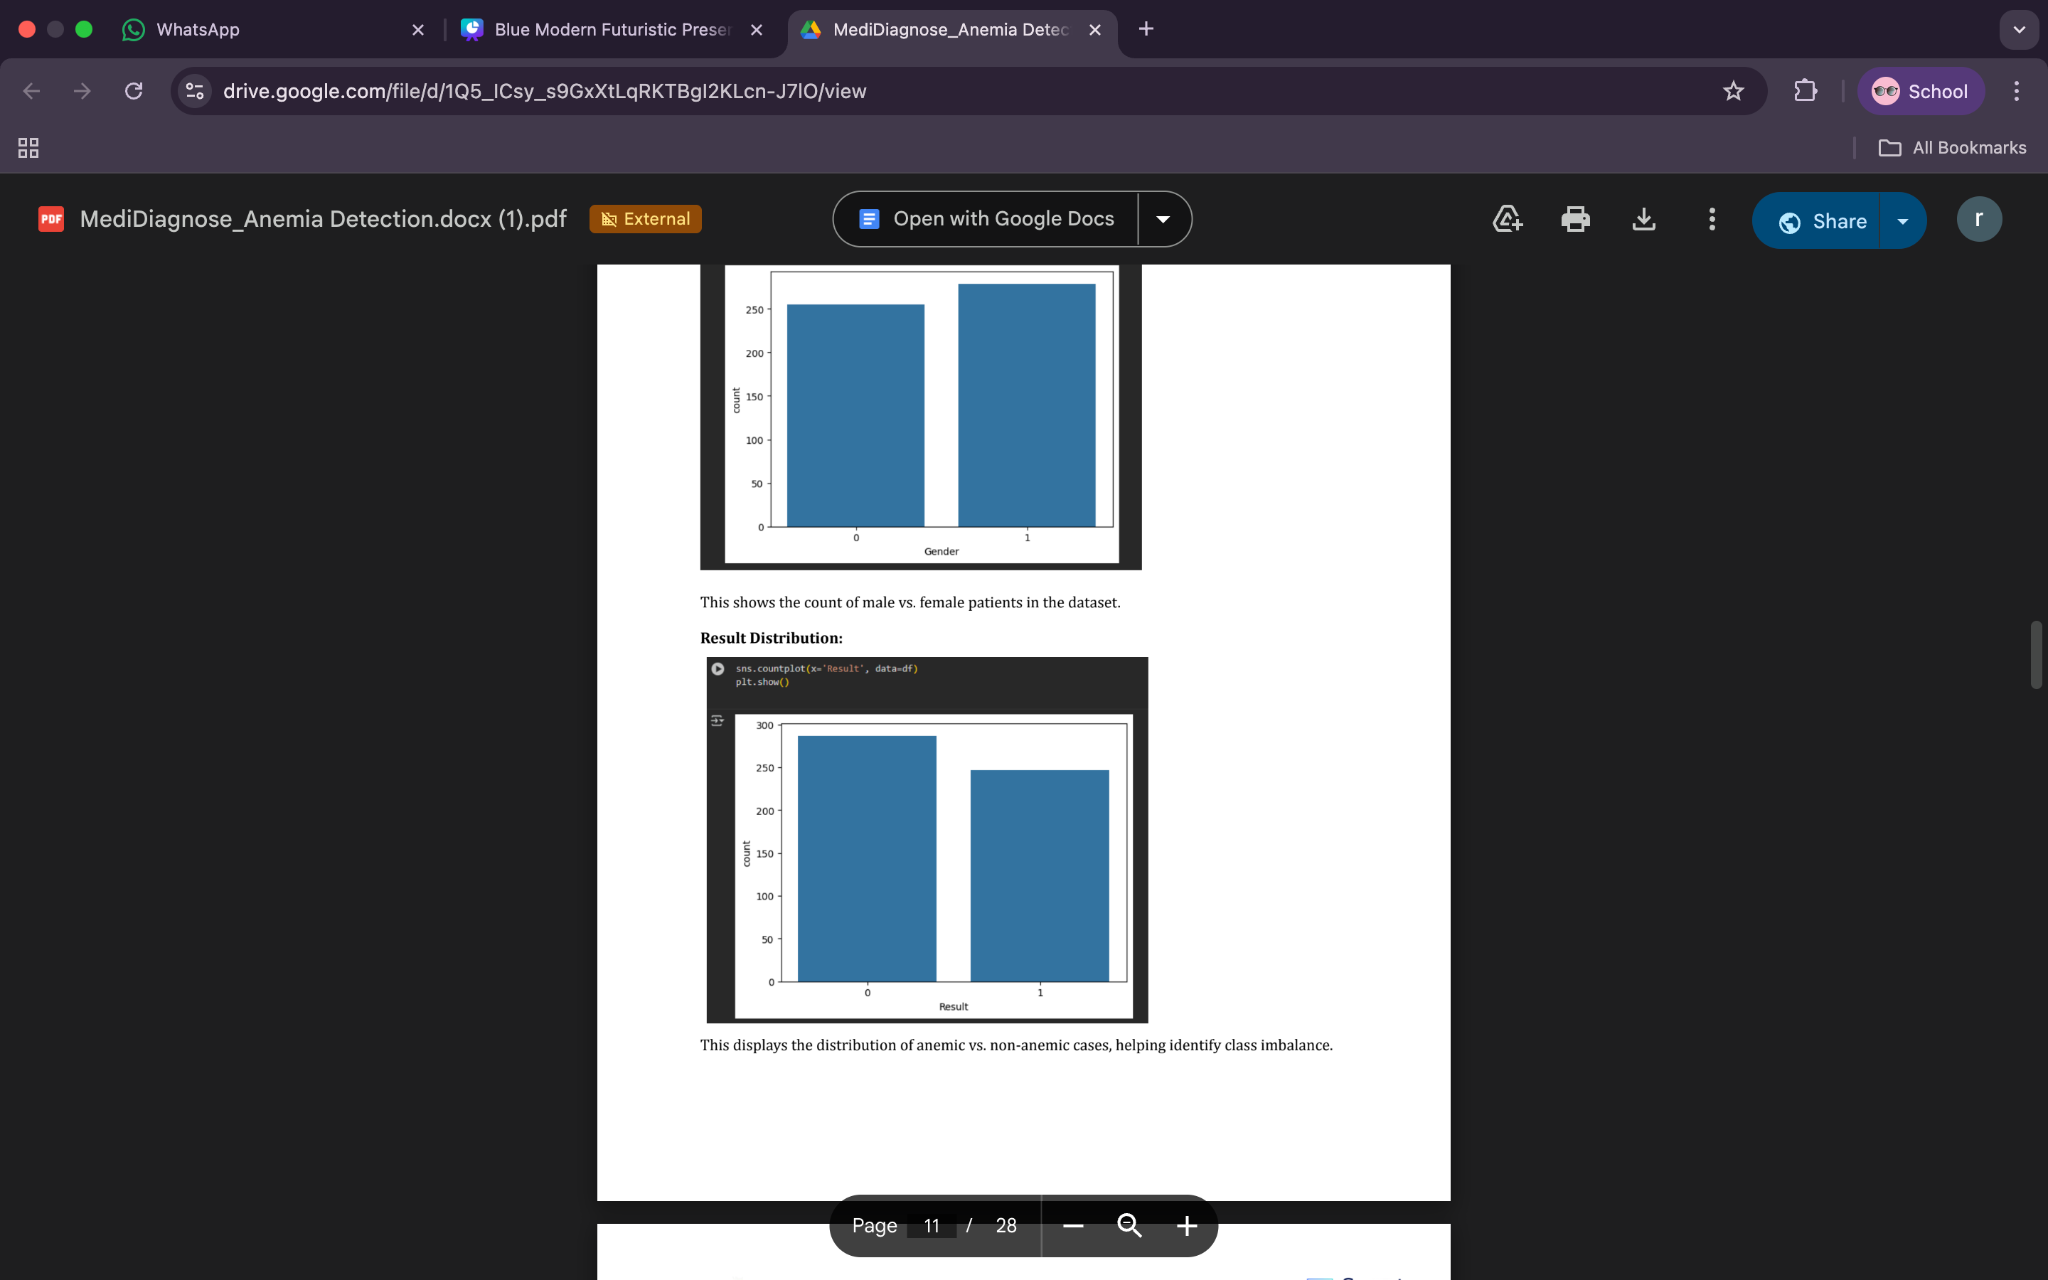 WhatsApp
Blue Modern Futuristic Preser
MediDiagnose_Anemia Detec
drive.google.com/file/d/1Q5_ICsy_s9GxXtLqRKTBgI2KLcn-J7IO/view
School
All Bookmarks
PDF
MediDiagnose_Anemia Detection.docx (1).pdf
External
Open with Google Docs
Share
r
250
200
150
100
50
0
count
0
1
Gender
This shows the count of male vs. female patients in the dataset.
Result Distribution:
sns.countplot(x='Result', data=df)
plt.show()
300
250
200
150
100
50
0
count
0
1
Result
This displays the distribution of anemic vs. non-anemic cases, helping identify class imbalance.
Page 11 / 28